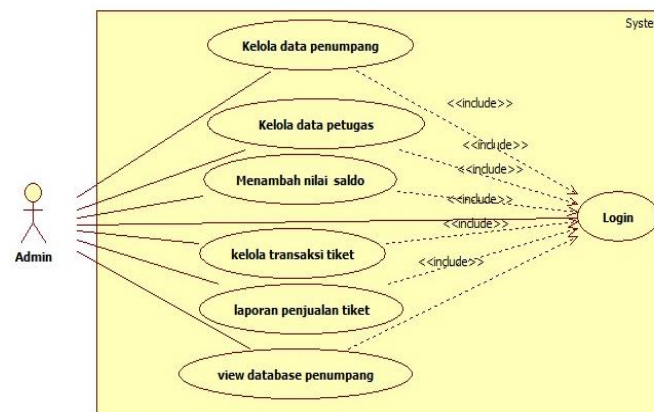 Syste
Kelola data penumpang
<<include>>
Kelola data petugas
<<include>>
<<include>>
Menambah nilai saldo
<<include>>
Login
<<include>>
Admin
kelola transaksi tiket
<<include>>
laporan penjualan tiket
view database penumpang